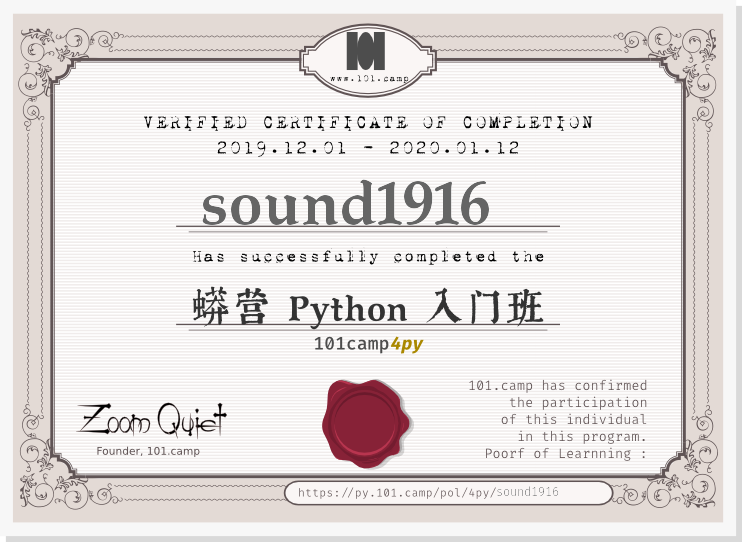 101
www.101.camp
VERIFIED CERTIFICATE OF COMPLETION
2019.12.01 - 2020.01.12
sound1916
Has successfully completed the
蟒营 Python 入门班
101camp4py
Zoom Quiet
Founder, 101.camp
101.camp has confirmed
the participation
of this individual
in this program.
Poorf of Learnning :
https://py.101.camp/pol/4py/sound1916